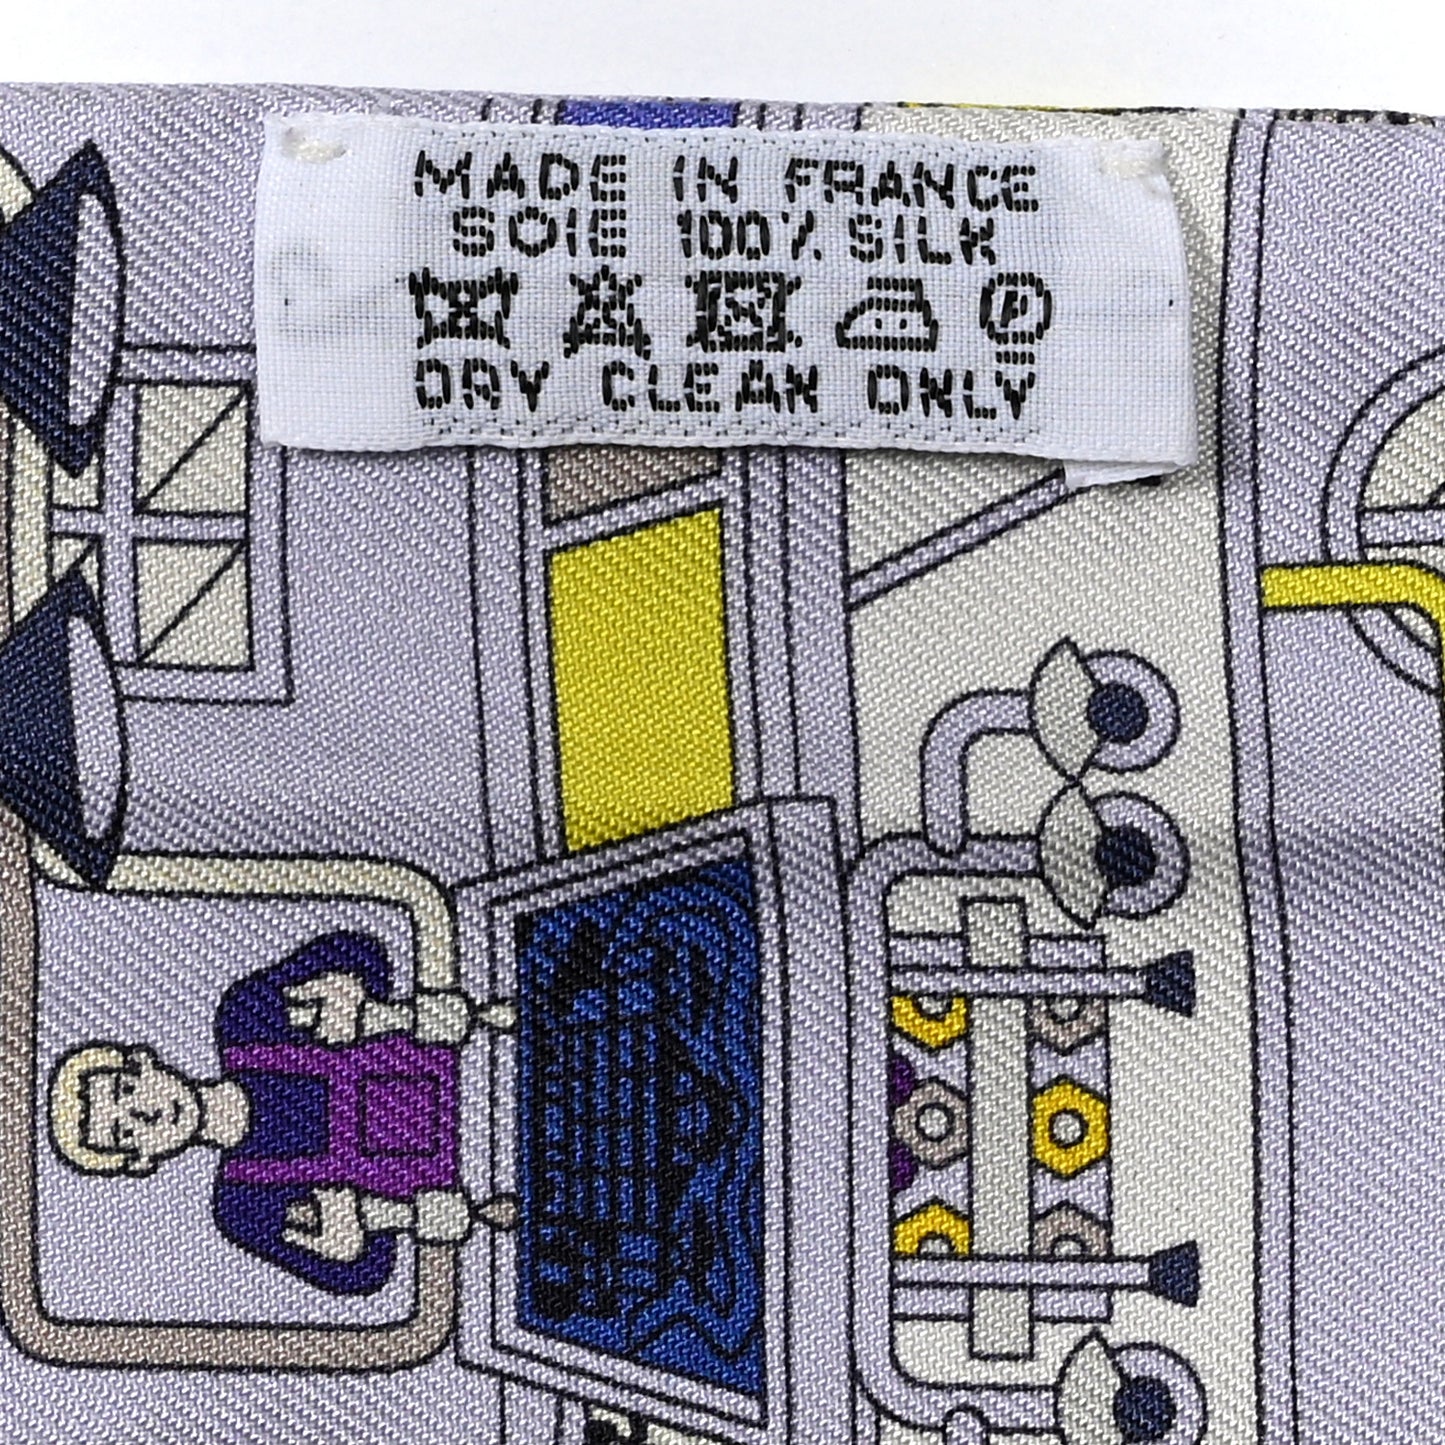 MADE IN FRANCE
SOIE 100% SILK
P
DRY CLEAN ONLY